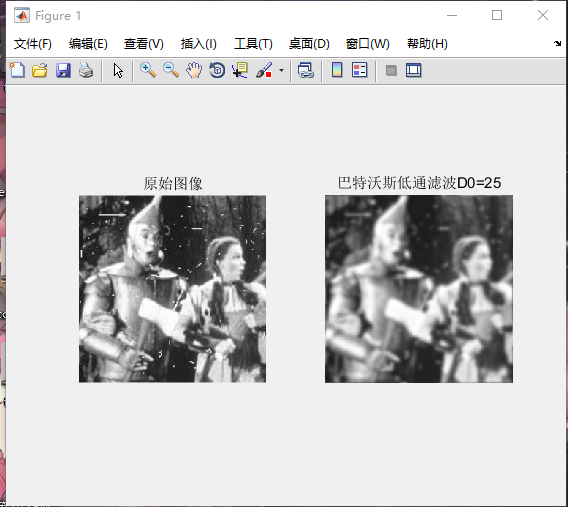 Figure 1
文件(F) 编辑(E) 查看(V) 插入(I) 工具(T) 桌面(D) 窗口(W) 帮助(H)
原始图像 巴特沃斯低通滤波D0=25